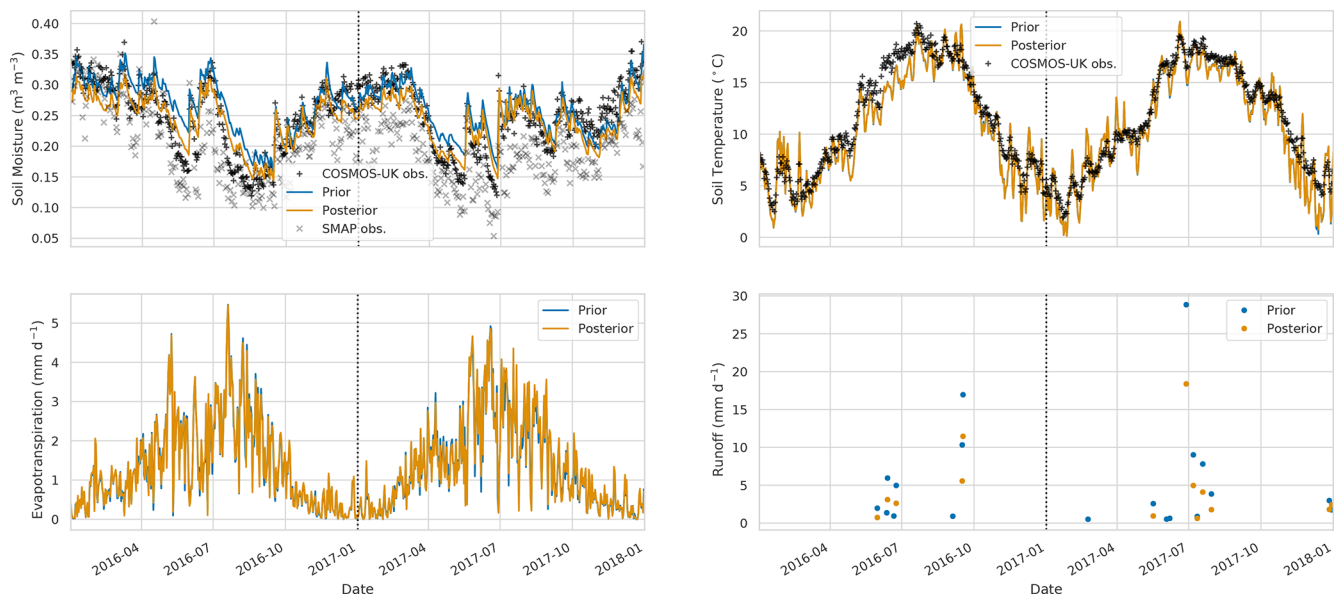 Soil Moisture (m³ m⁻³)
0.40
0.35
0.30
0.25
0.20
0.15
0.10
0.05
COSMOS-UK obs.
Prior
Posterior
SMAP obs.
Soil Temperature (°C)
20
15
10
5
0
Prior
Posterior
COSMOS-UK obs.
Evapotranspiration (mm d⁻¹)
5
4
3
2
1
0
Prior
Posterior
2016-04
2016-07
2016-10
2017-01
2017-04
2017-07
2017-10
2018-01
Date
Runoff (mm d⁻¹)
30
25
20
15
10
5
0
Prior
Posterior
2016-04
2016-07
2016-10
2017-01
2017-04
2017-07
2017-10
2018-01
Date